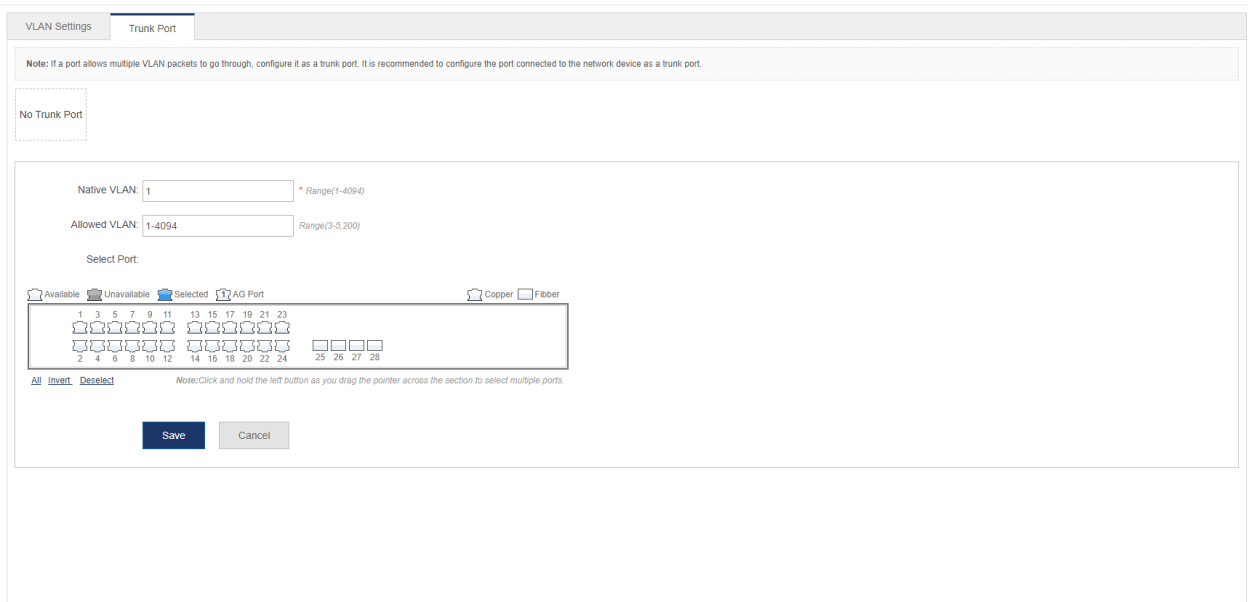 VLAN Settings Trunk Port
Note: If a port allows multiple VLAN packets to go through, configure it as a trunk port. It is recommended to configure the port connected to the network device as a trunk port.
No Trunk Port
Native VLAN: 1 * Range(1-4094)
Allowed VLAN: 1-4094 Range(3-5,200)
Select Port:
Available Unavailable Selected 1 AG Port Copper Fibber
1 3 5 7 9 11 13 15 17 19 21 23
2 4 6 8 10 12 14 16 18 20 22 24 25 26 27 28
All Invert Deselect Note:Click and hold the left button as you drag the pointer across the section to select multiple ports.
Save Cancel